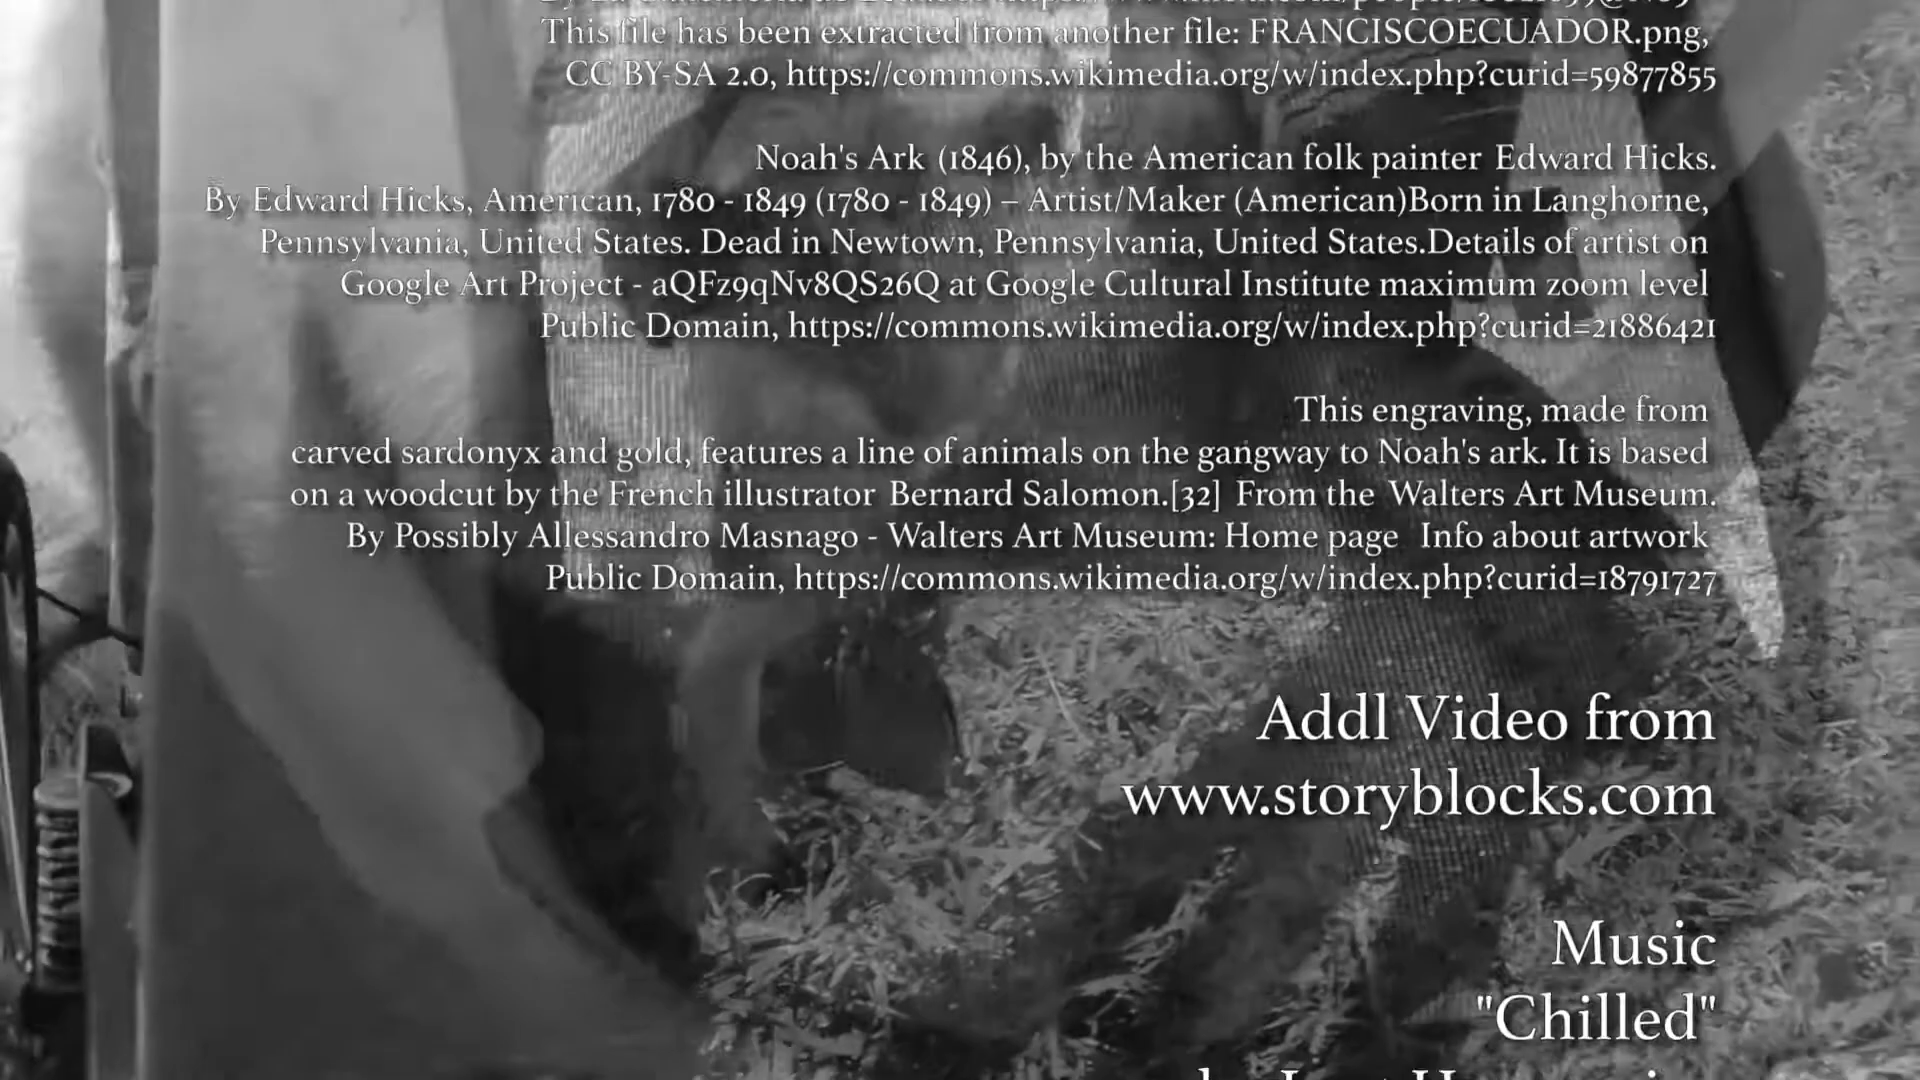 This file has been extracted from another file: FRANCISCOECUADOR.png,
CC BY-SA 2.0, https://commons.wikimedia.org/w/index.php?curid=59877855
Noah's Ark (1846), by the American folk painter Edward Hicks.
By Edward Hicks, American, 1780 - 1849 (1780 - 1849) – Artist/Maker (American)Born in Langhorne,
Pennsylvania, United States. Dead in Newtown, Pennsylvania, United States.Details of artist on
Google Art Project - aQFz9qNv8QS26Q at Google Cultural Institute maximum zoom level
Public Domain, https://commons.wikimedia.org/w/index.php?curid=21886421
This engraving, made from
carved sardonyx and gold, features a line of animals on the gangway to Noah's ark. It is based
on a woodcut by the French illustrator Bernard Salomon.[32] From the Walters Art Museum.
By Possibly Allessandro Masnago - Walters Art Museum: Home page Info about artwork
Public Domain, https://commons.wikimedia.org/w/index.php?curid=18791727
Addl Video from
www.storyblocks.com
Music
"Chilled"